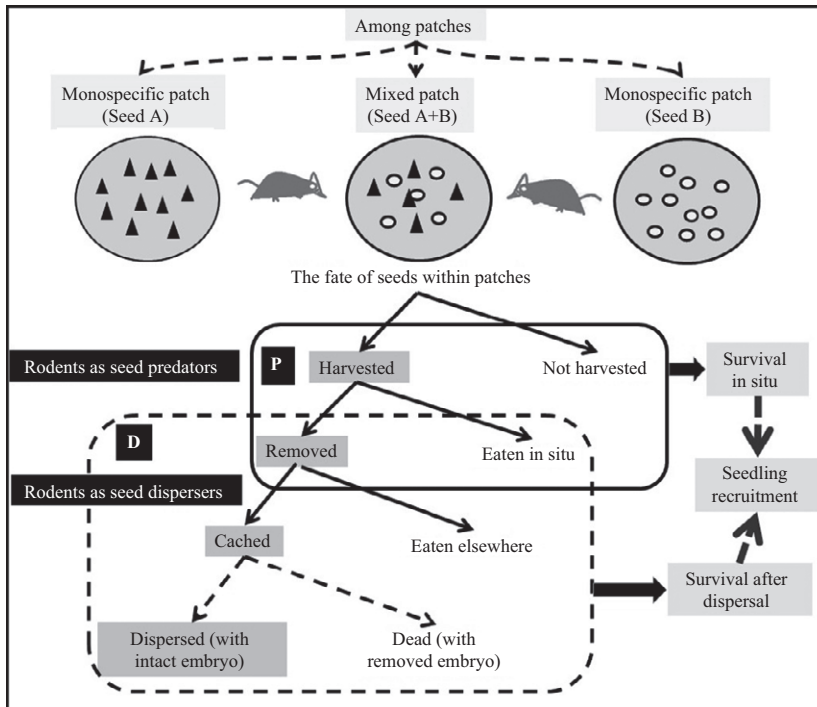 Among patches
Monospecific patch
(Seed A)
Mixed patch
(Seed A+B)
Monospecific patch
(Seed B)
The fate of seeds within patches
Rodents as seed predators
P
Harvested
Not harvested
Survival
in situ
D
Removed
Eaten in situ
Seedling
recruitment
Rodents as seed dispersers
Cached
Eaten elsewhere
Survival after
dispersal
Dispersed (with
intact embryo)
Dead (with
removed embryo)